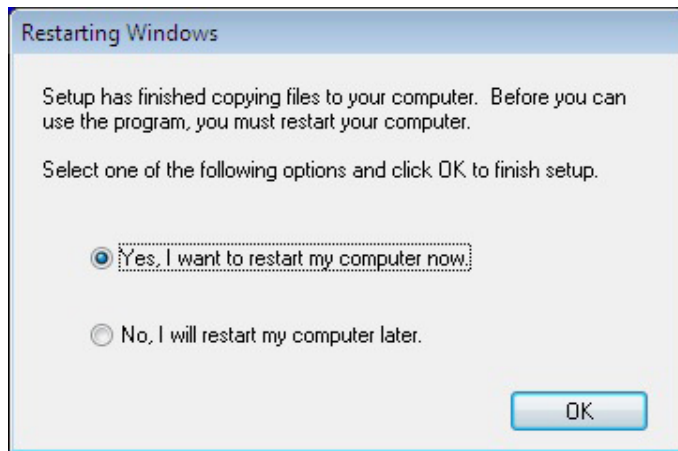 Restarting Windows
Setup has finished copying files to your computer.  Before you can
use the program, you must restart your computer.
Select one of the following options and click OK to finish setup.
Yes, I want to restart my computer now.
No, I will restart my computer later.
OK